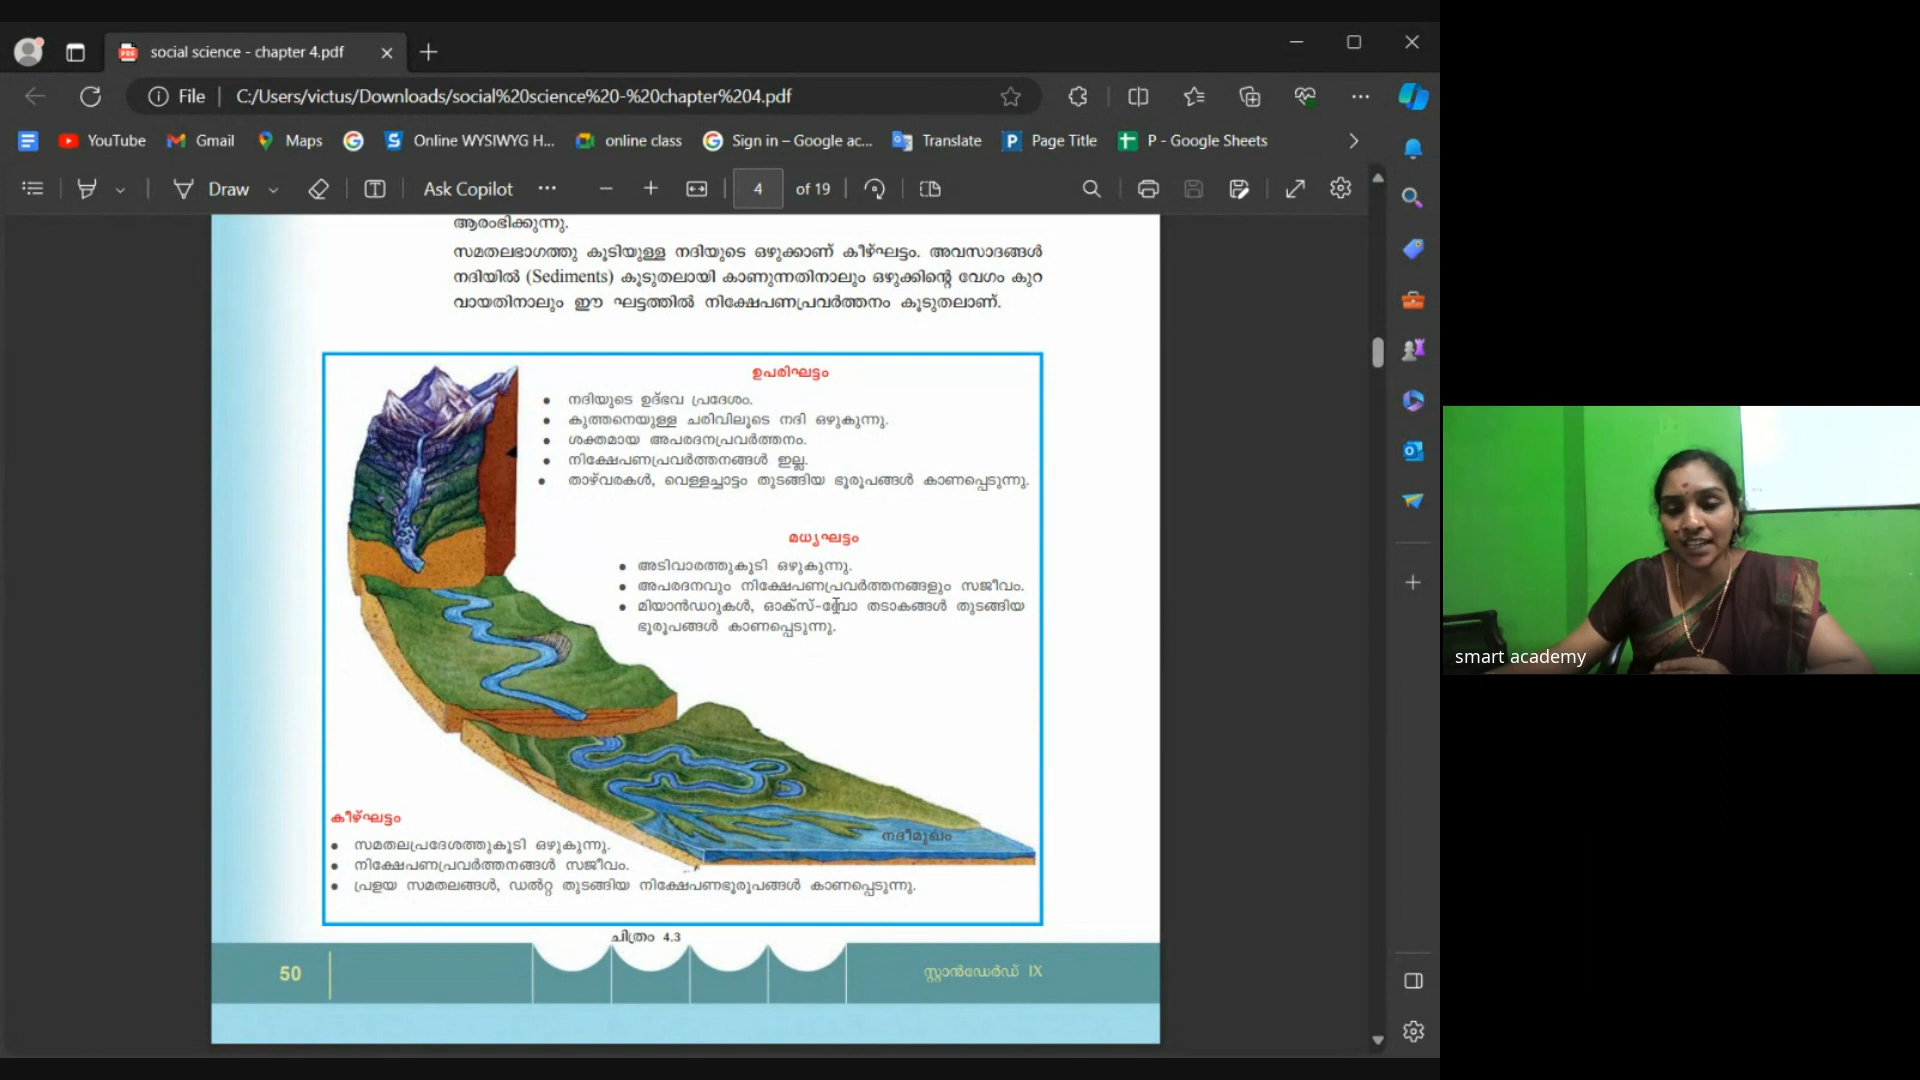 social science - chapter 4.pdf
File
C:/Users/victus/Downloads/social%20science%20-%20chapter%204.pdf
YouTube Gmail Maps Online WYSIWYG H... online class Sign in – Google ac... Translate Page Title P - Google Sheets
Draw Ask Copilot 4 of 19
ആരംഭിക്കുന്നു.
സമതലഭാഗത്തു കൂടിയുള്ള നദിയുടെ ഒഴുക്കാണ് കീഴ്ഘട്ടം. അവസാദങ്ങൾ
നദിയിൽ (Sediments) കൂടുതലായി കാണുന്നതിനാലും ഒഴുക്കിന്റെ വേഗം കുറ
വായതിനാലും ഈ ഘട്ടത്തിൽ നിക്ഷേപണപ്രവർത്തനം കൂടുതലാണ്.
ഉപരിഘട്ടം
• നദിയുടെ ഉദ്ഭവ പ്രദേശം.
• കുത്തനെയുള്ള ചരിവിലൂടെ നദി ഒഴുകുന്നു.
• ശക്തമായ അപരദനപ്രവർത്തനം.
• നിക്ഷേപണപ്രവർത്തനങ്ങൾ ഇല്ല.
• താഴ്‌വരകൾ, വെള്ളച്ചാട്ടം തുടങ്ങിയ ഭൂരൂപങ്ങൾ കാണപ്പെടുന്നു.
മധ്യഘട്ടം
• അടിവാരത്തുകൂടി ഒഴുകുന്നു.
• അപരദനവും നിക്ഷേപണപ്രവർത്തനങ്ങളും സജീവം.
• മിയാൻഡറുകൾ, ഓക്സ്-ബോ തടാകങ്ങൾ തുടങ്ങിയ
ഭൂരൂപങ്ങൾ കാണപ്പെടുന്നു.
കീഴ്ഘട്ടം
• സമതലപ്രദേശത്തുകൂടി ഒഴുകുന്നു.
• നിക്ഷേപണപ്രവർത്തനങ്ങൾ സജീവം.
• പ്രളയ സമതലങ്ങൾ, ഡൽറ്റ തുടങ്ങിയ നിക്ഷേപണഭൂരൂപങ്ങൾ കാണപ്പെടുന്നു.
നദീമുഖം
ചിത്രം 4.3
50
സ്റ്റാൻഡേർഡ് IX
smart academy